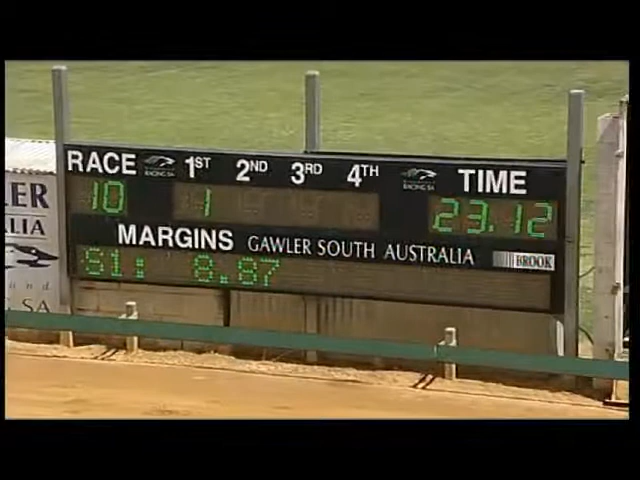 RACE 1ST 2ND 3RD 4TH TIME
10 1 23.12
MARGINS GAWLER SOUTH AUSTRALIA BROOK
S1: 8.87
LER
ALIA
and
SA